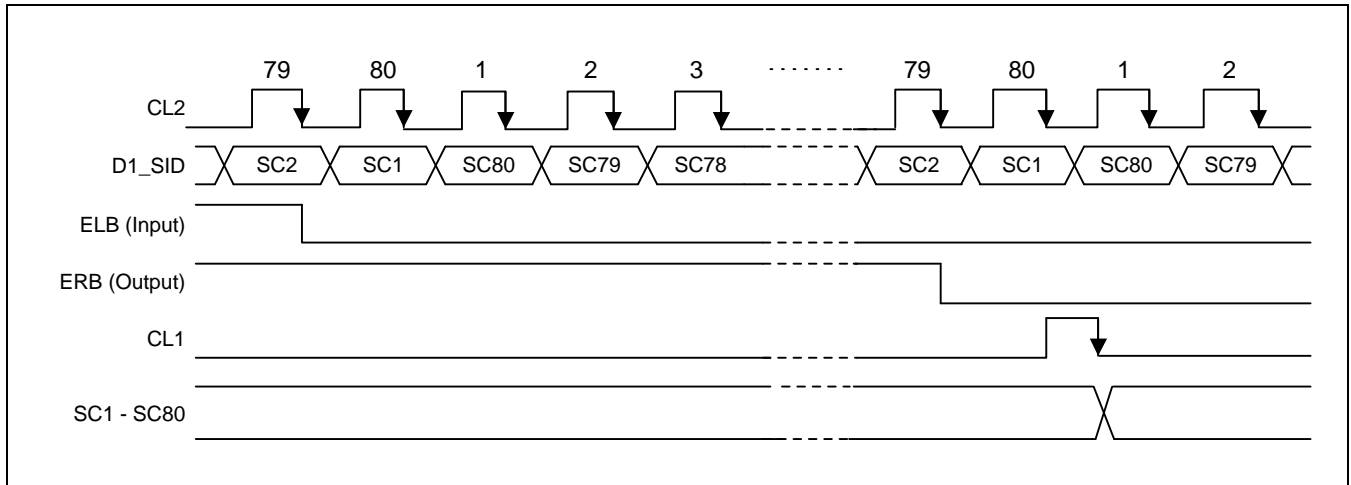 79 80 1 2 3 ....... 79 80 1 2
CL2
D1_SID SC2 SC1 SC80 SC79 SC78 SC2 SC1 SC80 SC79
ELB (Input)
ERB (Output)
CL1
SC1 - SC80